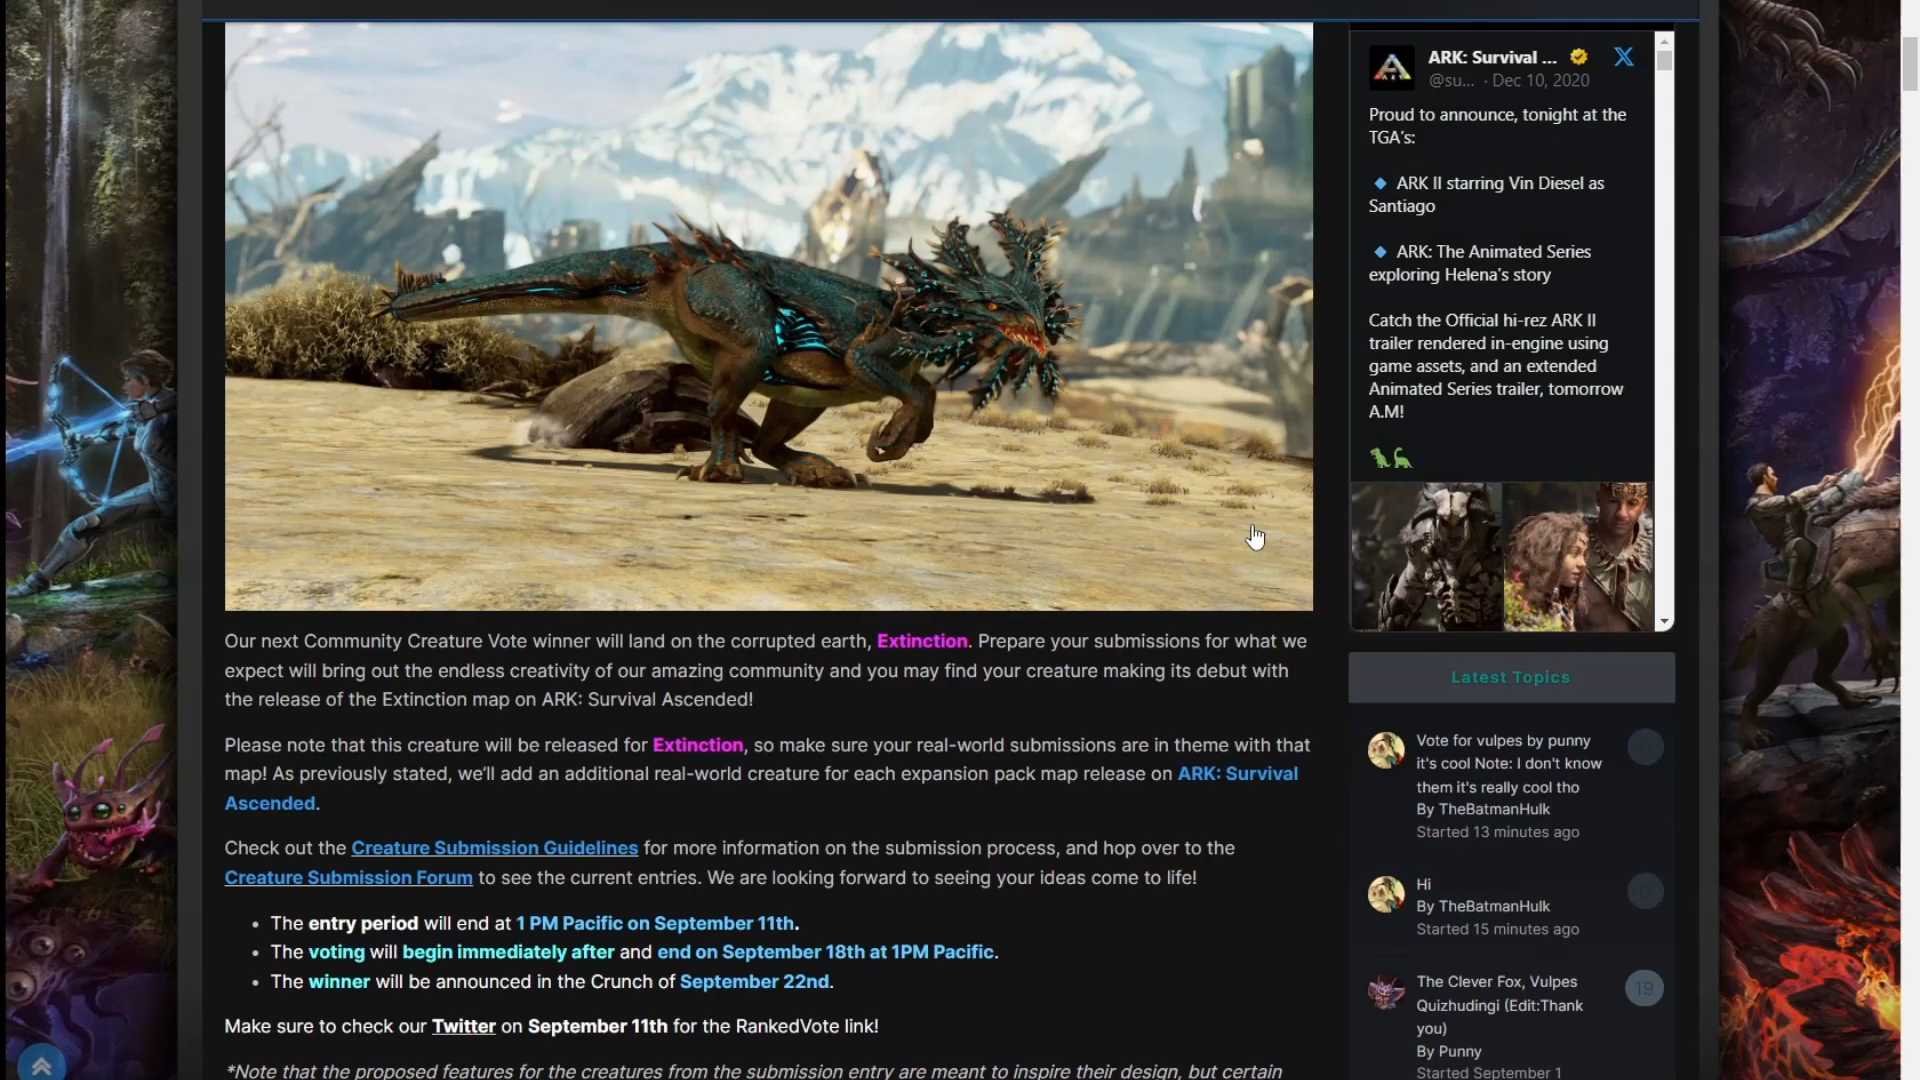 Our next Community Creature Vote winner will land on the corrupted earth, Extinction. Prepare your submissions for what we
expect will bring out the endless creativity of our amazing community and you may find your creature making its debut with
the release of the Extinction map on ARK: Survival Ascended!
Please note that this creature will be released for Extinction, so make sure your real-world submissions are in theme with that
map! As previously stated, we'll add an additional real-world creature for each expansion pack map release on ARK: Survival
Ascended.
Check out the Creature Submission Guidelines for more information on the submission process, and hop over to the
Creature Submission Forum to see the current entries. We are looking forward to seeing your ideas come to life!
• The entry period will end at 1 PM Pacific on September 11th.
• The voting will begin immediately after and end on September 18th at 1PM Pacific.
• The winner will be announced in the Crunch of September 22nd.
Make sure to check our Twitter on September 11th for the RankedVote link!
*Note that the proposed features for the creatures from the submission entry are meant to inspire their design, but certain
ARK: Survival ...
@su... · Dec 10, 2020
Proud to announce, tonight at the
TGA's:
ARK II starring Vin Diesel as
Santiago
ARK: The Animated Series
exploring Helena's story
Catch the Official hi-rez ARK II
trailer rendered in-engine using
game assets, and an extended
Animated Series trailer, tomorrow
A.M!
Latest Topics
Vote for vulpes by punny
it's cool Note: I don't know
them it's really cool tho
By TheBatmanHulk
Started 13 minutes ago
Hi
By TheBatmanHulk
Started 15 minutes ago
The Clever Fox, Vulpes
Quizhudingi (Edit:Thank
you)
By Punny
Started September 1
19